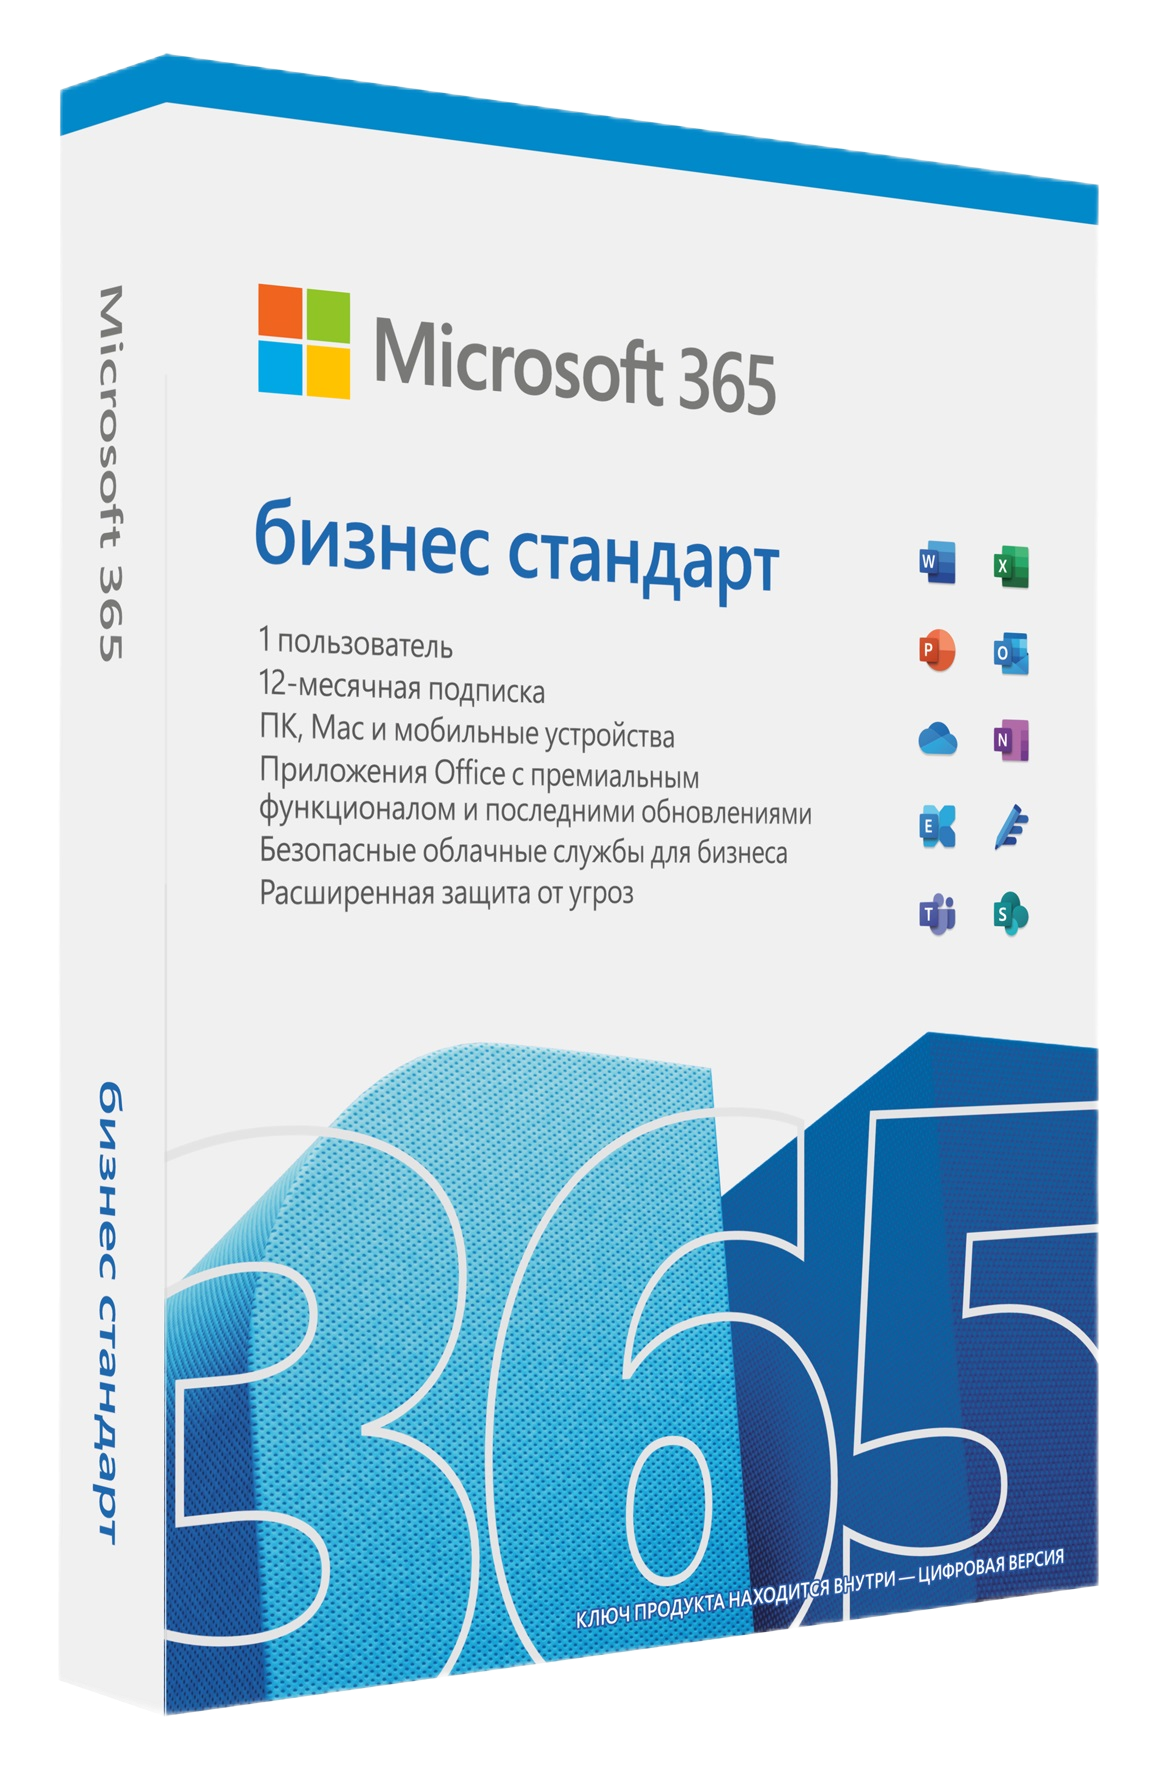 Microsoft 365
бизнес стандарт
Microsoft 365
бизнес стандарт
1 пользователь
12-месячная подписка
ПК, Mac и мобильные устройства
Приложения Office с премиальным
функционалом и последними обновлениями
Безопасные облачные службы для бизнеса
Расширенная защита от угроз
W
X
P
O
N
E
T
S
365
КЛЮЧ ПРОДУКТА НАХОДИТСЯ ВНУТРИ — ЦИФРОВАЯ ВЕРСИЯ